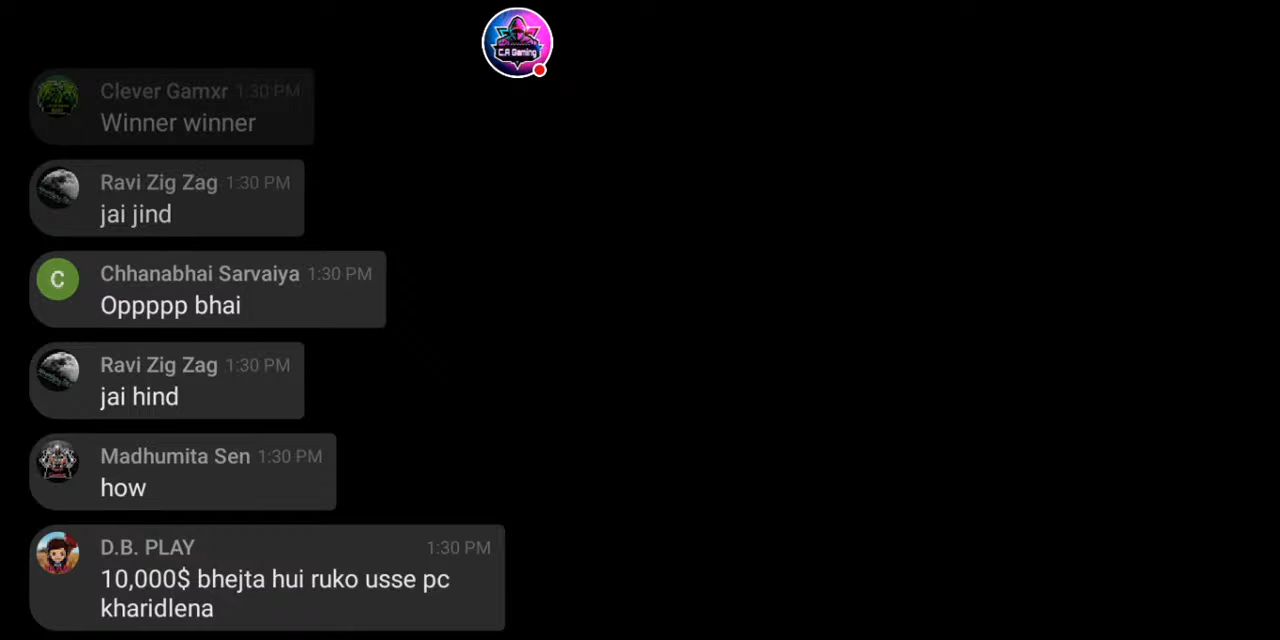 C.A Gaming
Clever Gamxr 1:30 PM
Winner winner
Ravi Zig Zag 1:30 PM
jai jind
C
Chhanabhai Sarvaiya 1:30 PM
Oppppp bhai
Ravi Zig Zag 1:30 PM
jai hind
Madhumita Sen 1:30 PM
how
D.B. PLAY 1:30 PM
10,000$ bhejta hui ruko usse pc
kharidlena